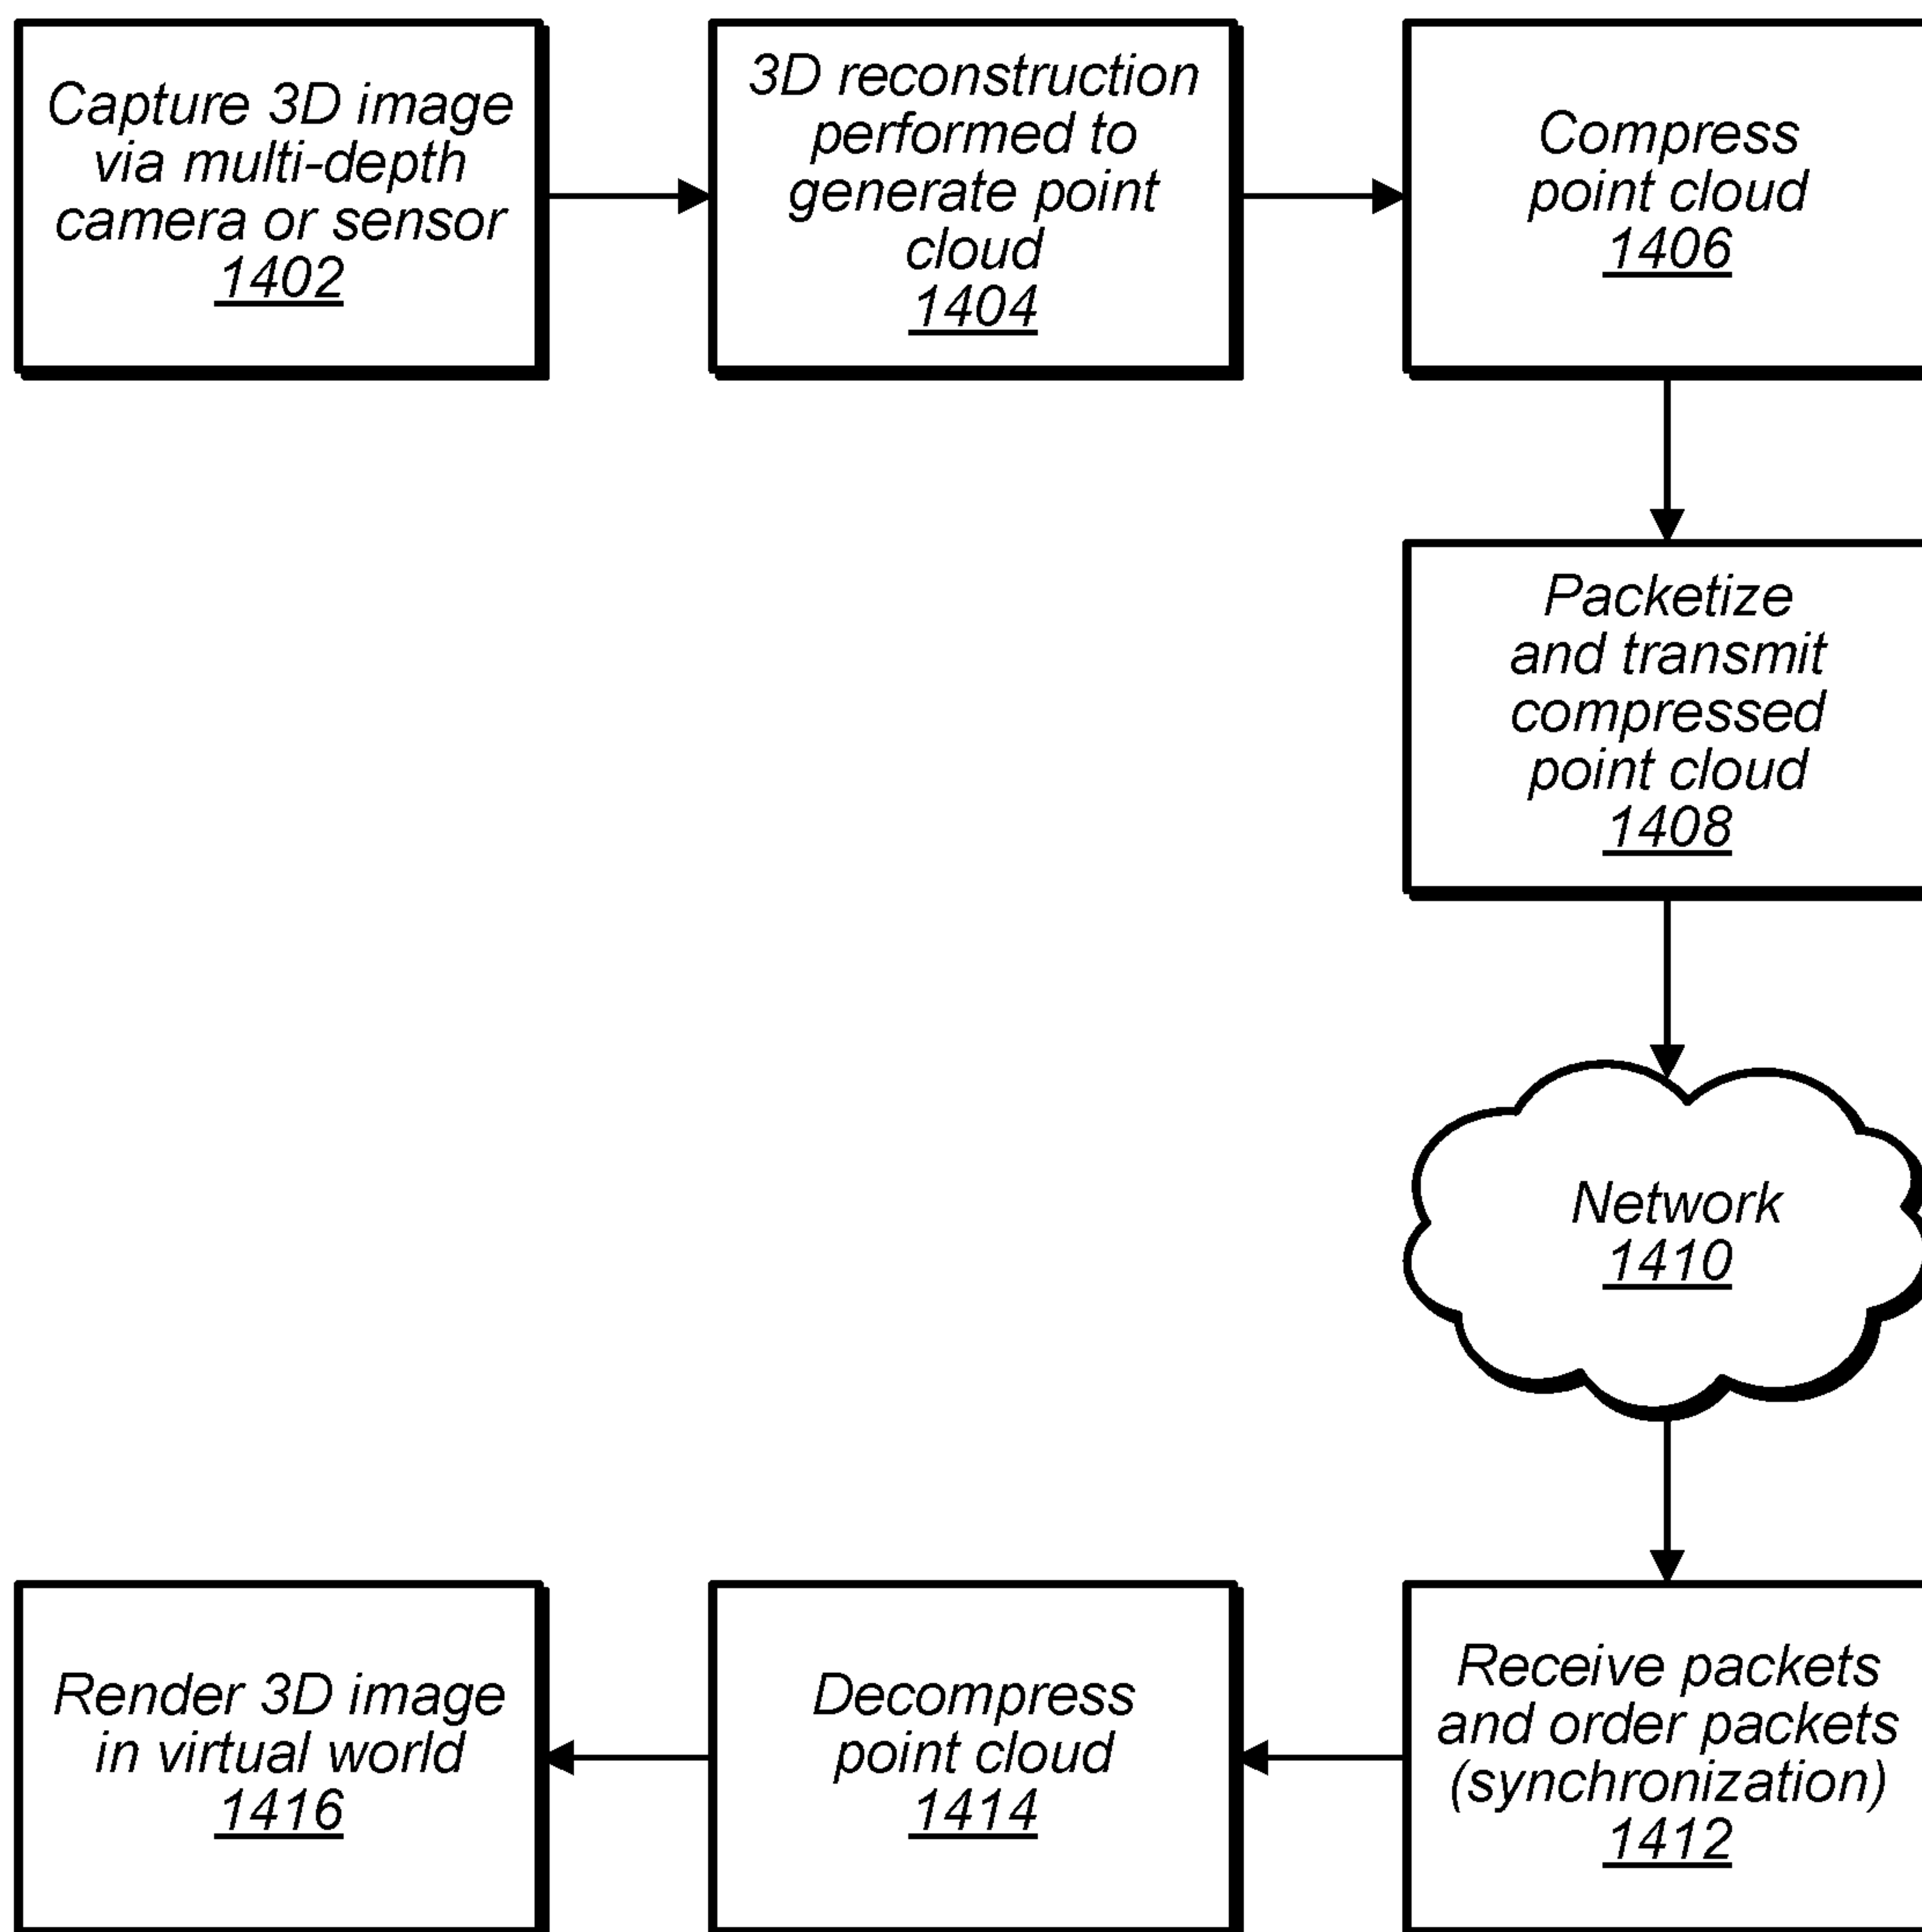 Capture 3D image
via multi-depth
camera or sensor
1402
3D reconstruction
performed to
generate point
cloud
1404
Compress
point cloud
1406
Packetize
and transmit
compressed
point cloud
1408
Network
1410
Receive packets
and order packets
(synchronization)
1412
Decompress
point cloud
1414
Render 3D image
in virtual world
1416